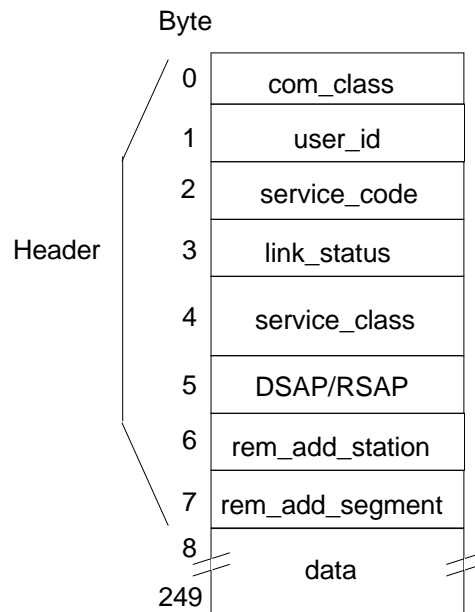 Byte
0 com_class
1 user_id
2 service_code
Header 3 link_status
4 service_class
5 DSAP/RSAP
6 rem_add_station
7 rem_add_segment
8
data
249